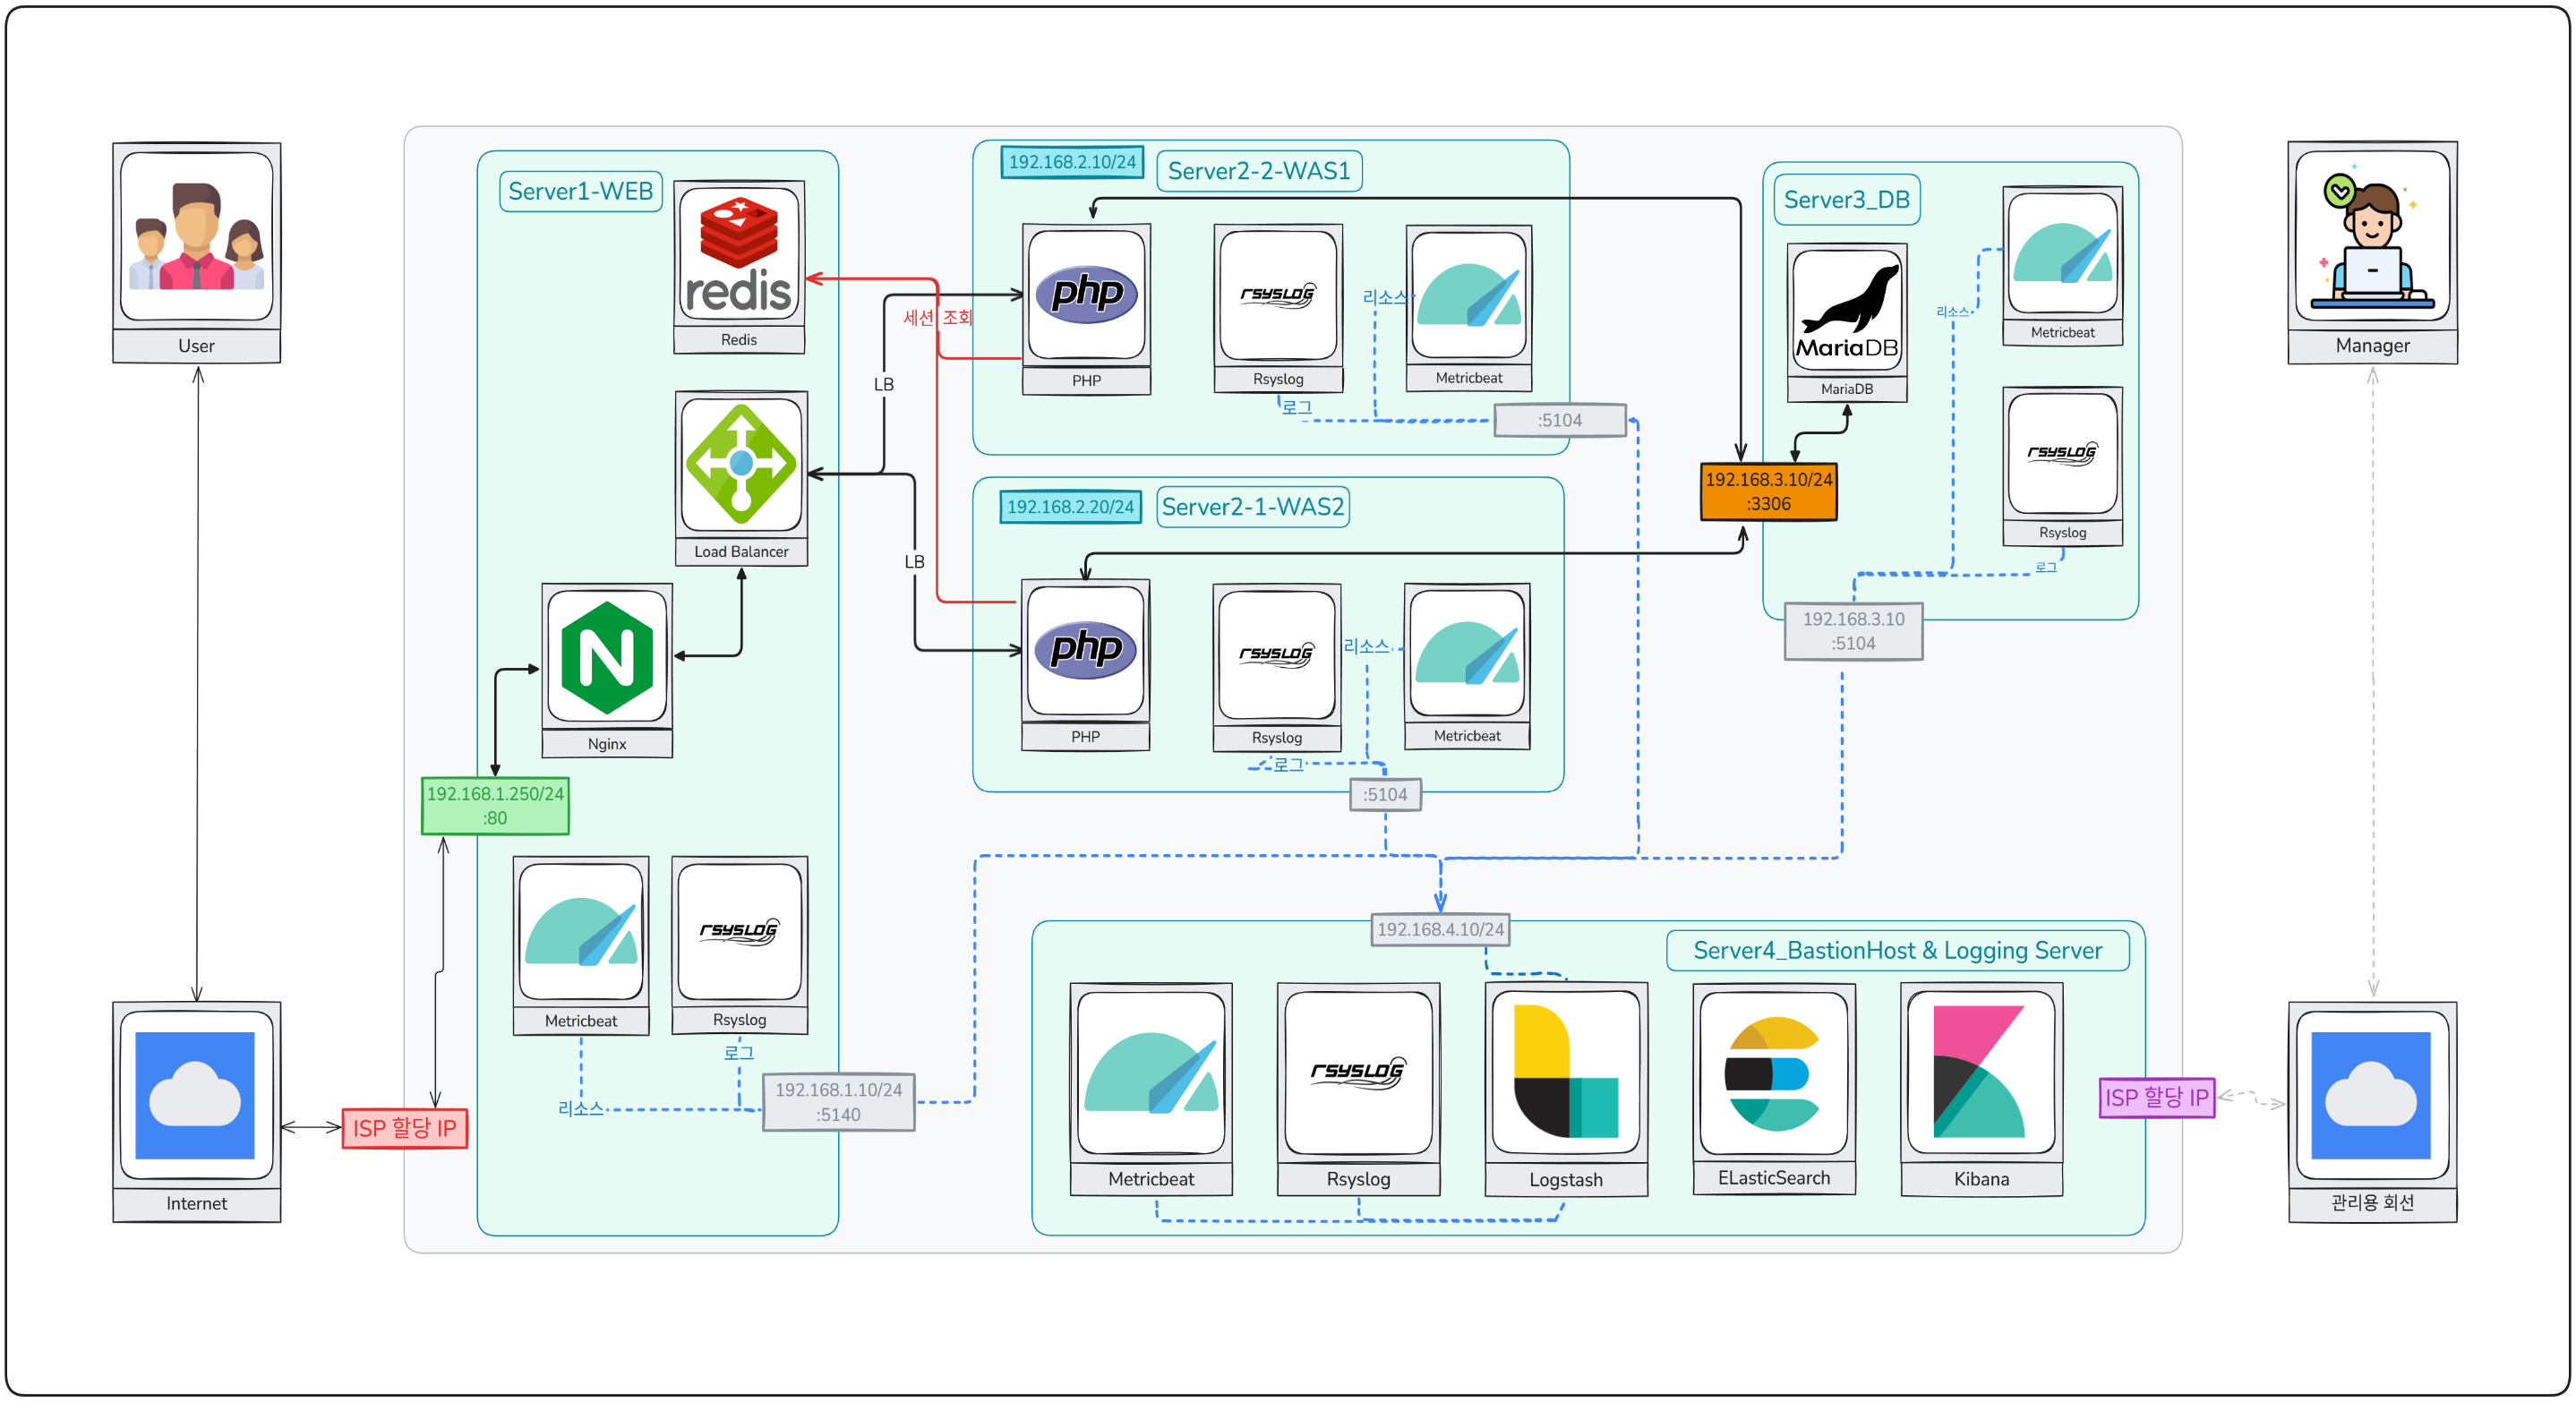 User
Internet
ISP 할당 IP
Server1-WEB
redis
Redis
Load Balancer
Nginx
192.168.1.250/24
:80
Metricbeat
Rsyslog
리소스
로그
192.168.1.10/24
:5140
LB
LB
세션 조회
192.168.2.10/24
Server2-2-WAS1
php
PHP
RSYSLOG
Rsyslog
리소스
Metricbeat
로그
:5104
192.168.2.20/24
Server2-1-WAS2
php
PHP
RSYSLOG
Rsyslog
리소스
Metricbeat
로그
:5104
Server3_DB
MariaDB
MariaDB
Metricbeat
리소스
RSYSLOG
Rsyslog
로그
192.168.3.10/24
:3306
192.168.3.10
:5104
RSYSLOG
192.168.4.10/24
Server4_BastionHost & Logging Server
Metricbeat
RSYSLOG
Rsyslog
Logstash
ELasticSearch
Kibana
ISP 할당 IP
Manager
관리용 회선